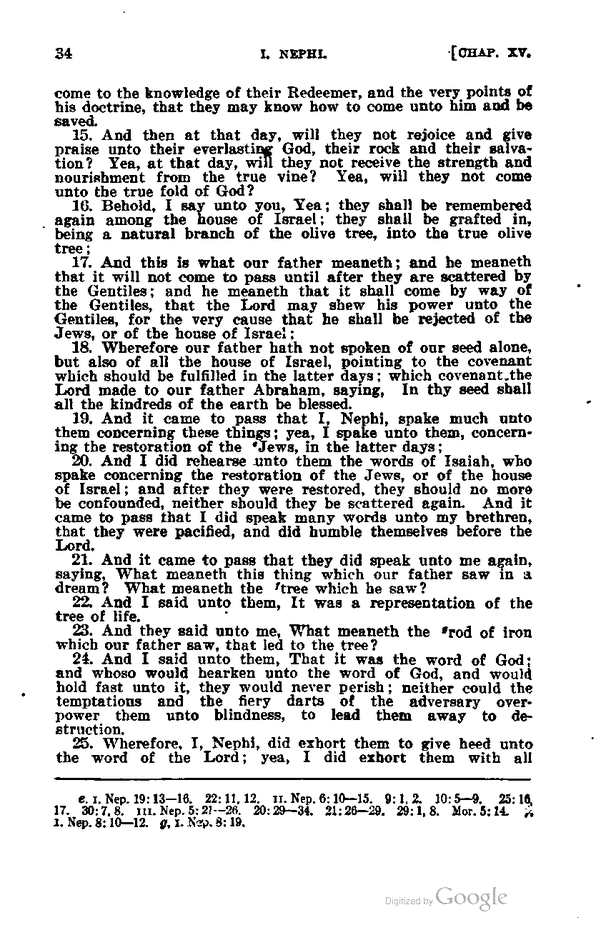 34 I. NEPHI. [CHAP. XV.
come to the knowledge of their Redeemer, and the very points of
his doctrine, that they may know how to come unto him and be
saved.
15. And then at that day, will they not rejoice and give
praise unto their everlasting God, their rock and their salva-
tion? Yea, at that day, will they not receive the strength and
nourishment from the true vine? Yea, will they not come
unto the true fold of God?
16. Behold, I say unto you, Yea; they shall be remembered
again among the house of Israel; they shall be grafted in,
being a natural branch of the olive tree, into the true olive
tree;
17. And this is what our father meaneth; and he meaneth
that it will not come to pass until after they are scattered by
the Gentiles; and he meaneth that it shall come by way of
the Gentiles, that the Lord may shew his power unto the
Gentiles, for the very cause that he shall be rejected of the
Jews, or of the house of Israel;
18. Wherefore our father hath not spoken of our seed alone,
but also of all the house of Israel, pointing to the covenant
which should be fulfilled in the latter days; which covenant the
Lord made to our father Abraham, saying, In thy seed shall
all the kindreds of the earth be blessed.
19. And it came to pass that I, Nephi, spake much unto
them concerning these things; yea, I spake unto them, concern-
ing the restoration of the eJews, in the latter days;
20. And I did rehearse unto them the words of Isaiah, who
spake concerning the restoration of the Jews, or of the house
of Israel; and after they were restored, they should no more
be confounded, neither should they be scattered again. And it
came to pass that I did speak many words unto my brethren,
that they were pacified, and did humble themselves before the
Lord.
21. And it came to pass that they did speak unto me again,
saying, What meaneth this thing which our father saw in a
dream? What meaneth the ftree which he saw?
22. And I said unto them, It was a representation of the
tree of life.
23. And they said unto me, What meaneth the grod of iron
which our father saw, that led to the tree?
24. And I said unto them, That it was the word of God;
and whoso would hearken unto the word of God, and would
hold fast unto it, they would never perish; neither could the
temptations and the fiery darts of the adversary over-
power them unto blindness, to lead them away to de-
struction.
25. Wherefore, I, Nephi, did exhort them to give heed unto
the word of the Lord; yea, I did exhort them with all
e. I. Nep. 19:13—16. 22:11, 12. II. Nep. 6:10—15. 9:1, 2. 10:5—9. 25:16,
17. 30:7, 8. III. Nep. 5:21—26. 20:29—34. 21:26—29. 29:1, 8. Mor. 5:14. f,
I. Nep. 8:10—12. g, I. Nep. 8:19.
Digitized by Google